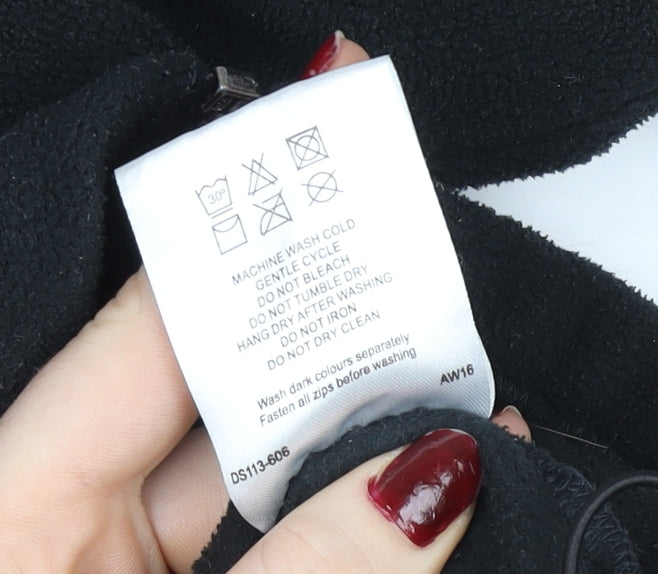 30°
MACHINE WASH COLD
GENTLE CYCLE
DO NOT BLEACH
DO NOT TUMBLE DRY
HANG DRY AFTER WASHING
DO NOT IRON
DO NOT DRY CLEAN
Wash dark colours separately
Fasten all zips before washing
AW16
DS113-606